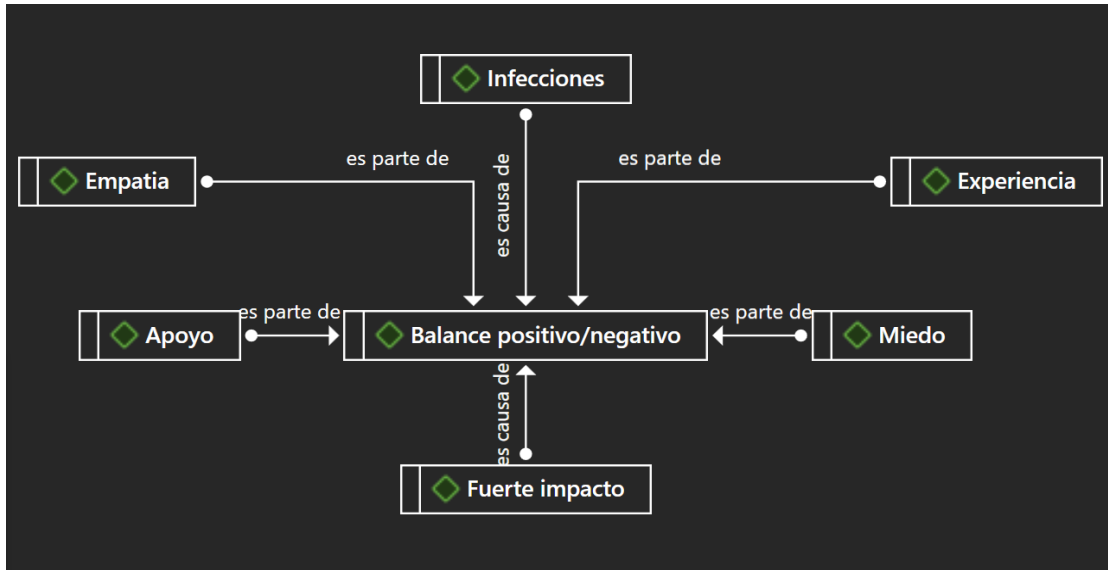 Infecciones
es parte de
es causa de
es parte de
Empatia
Experiencia
es parte de
es parte de
Apoyo
Balance positivo/negativo
Miedo
es causa de
Fuerte impacto